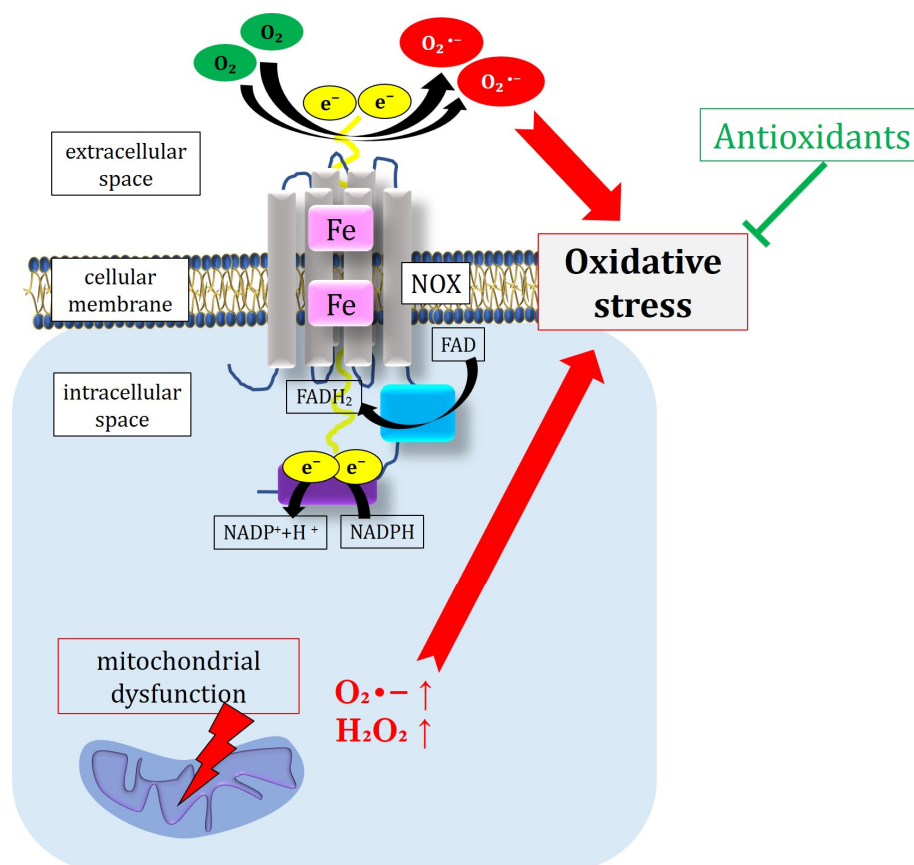 O₂
O₂
O₂•⁻
O₂•⁻
e⁻
e⁻
Antioxidants
extracellular
space
Fe
Oxidative
stress
cellular
membrane
NOX
Fe
FAD
intracellular
space
FADH₂
e⁻
e⁻
NADP⁺+H⁺
NADPH
mitochondrial
dysfunction
O₂•– ↑
H₂O₂ ↑